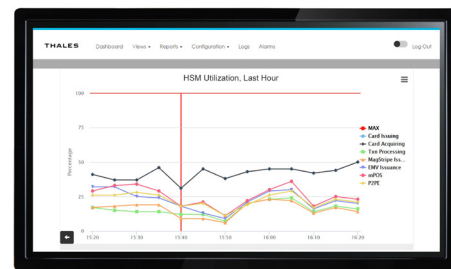 THALES Dashboard Views Reports Configuration Logs Alarms Log Out
HSM Utilization, Last Hour
100
75
50
25
0
Percentage
15:20 15:30 15:40 15:50 16:00 16:10 16:20
MAX
Card Issuing
Card Acquiring
Txn Processing
MagStripe Iss...
EMV Issuance
mPOS
P2PE